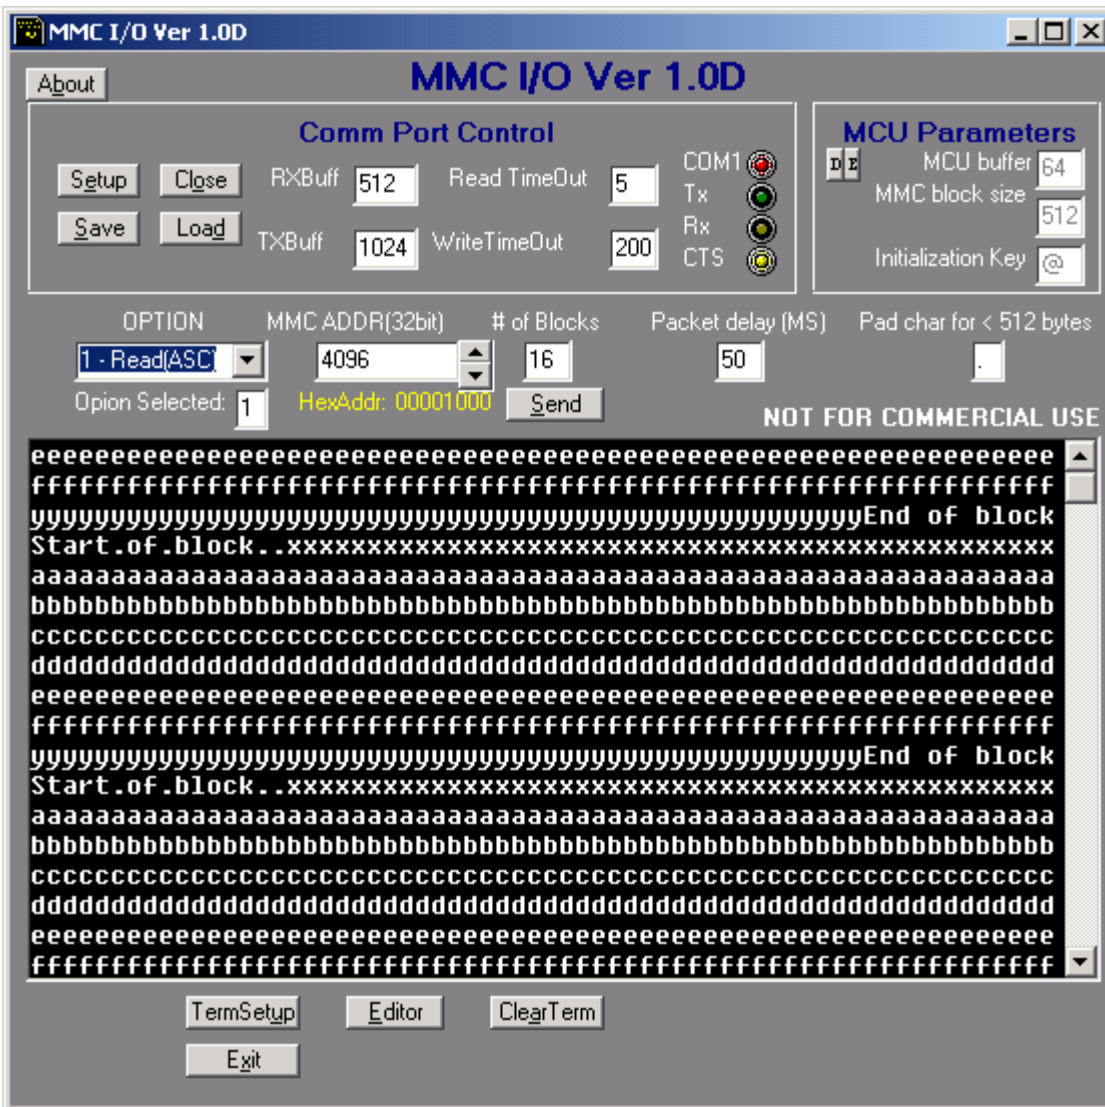 MMC I/O Ver 1.0D
About
MMC I/O Ver 1.0D
Comm Port Control
Setup Close RXBuff 512 Read TimeOut 5
Save Load TXBuff 1024 WriteTimeOut 200
COM1
Tx
Rx
CTS
MCU Parameters
D E MCU buffer 64
MMC block size 512
Initialization Key @
OPTION MMC ADDR(32bit) # of Blocks Packet delay (MS) Pad char for < 512 bytes
1 - Read(ASC) 4096 16 50 .
Opion Selected: 1 HexAddr: 00001000 Send
NOT FOR COMMERCIAL USE
eeeeeeeeeeeeeeeeeeeeeeeeeeeeeeeeeeeeeeeeeeeeeeeeeeeeeeeeeeeeeeee
ffffffffffffffffffffffffffffffffffffffffffffffffffffffffffffffff
yyyyyyyyyyyyyyyyyyyyyyyyyyyyyyyyyyyyyyyyyyyyyyyyyyyyEnd of block
Start.of.block..xxxxxxxxxxxxxxxxxxxxxxxxxxxxxxxxxxxxxxxxxxxxxxxx
aaaaaaaaaaaaaaaaaaaaaaaaaaaaaaaaaaaaaaaaaaaaaaaaaaaaaaaaaaaaaaaa
bbbbbbbbbbbbbbbbbbbbbbbbbbbbbbbbbbbbbbbbbbbbbbbbbbbbbbbbbbbbbbbb
cccccccccccccccccccccccccccccccccccccccccccccccccccccccccccccccc
dddddddddddddddddddddddddddddddddddddddddddddddddddddddddddddddd
eeeeeeeeeeeeeeeeeeeeeeeeeeeeeeeeeeeeeeeeeeeeeeeeeeeeeeeeeeeeeeee
ffffffffffffffffffffffffffffffffffffffffffffffffffffffffffffffff
yyyyyyyyyyyyyyyyyyyyyyyyyyyyyyyyyyyyyyyyyyyyyyyyyyyyEnd of block
Start.of.block..xxxxxxxxxxxxxxxxxxxxxxxxxxxxxxxxxxxxxxxxxxxxxxxx
aaaaaaaaaaaaaaaaaaaaaaaaaaaaaaaaaaaaaaaaaaaaaaaaaaaaaaaaaaaaaaaa
bbbbbbbbbbbbbbbbbbbbbbbbbbbbbbbbbbbbbbbbbbbbbbbbbbbbbbbbbbbbbbbb
cccccccccccccccccccccccccccccccccccccccccccccccccccccccccccccccc
dddddddddddddddddddddddddddddddddddddddddddddddddddddddddddddddd
eeeeeeeeeeeeeeeeeeeeeeeeeeeeeeeeeeeeeeeeeeeeeeeeeeeeeeeeeeeeeeee
ffffffffffffffffffffffffffffffffffffffffffffffffffffffffffffffff
TermSetup Editor ClearTerm
Exit